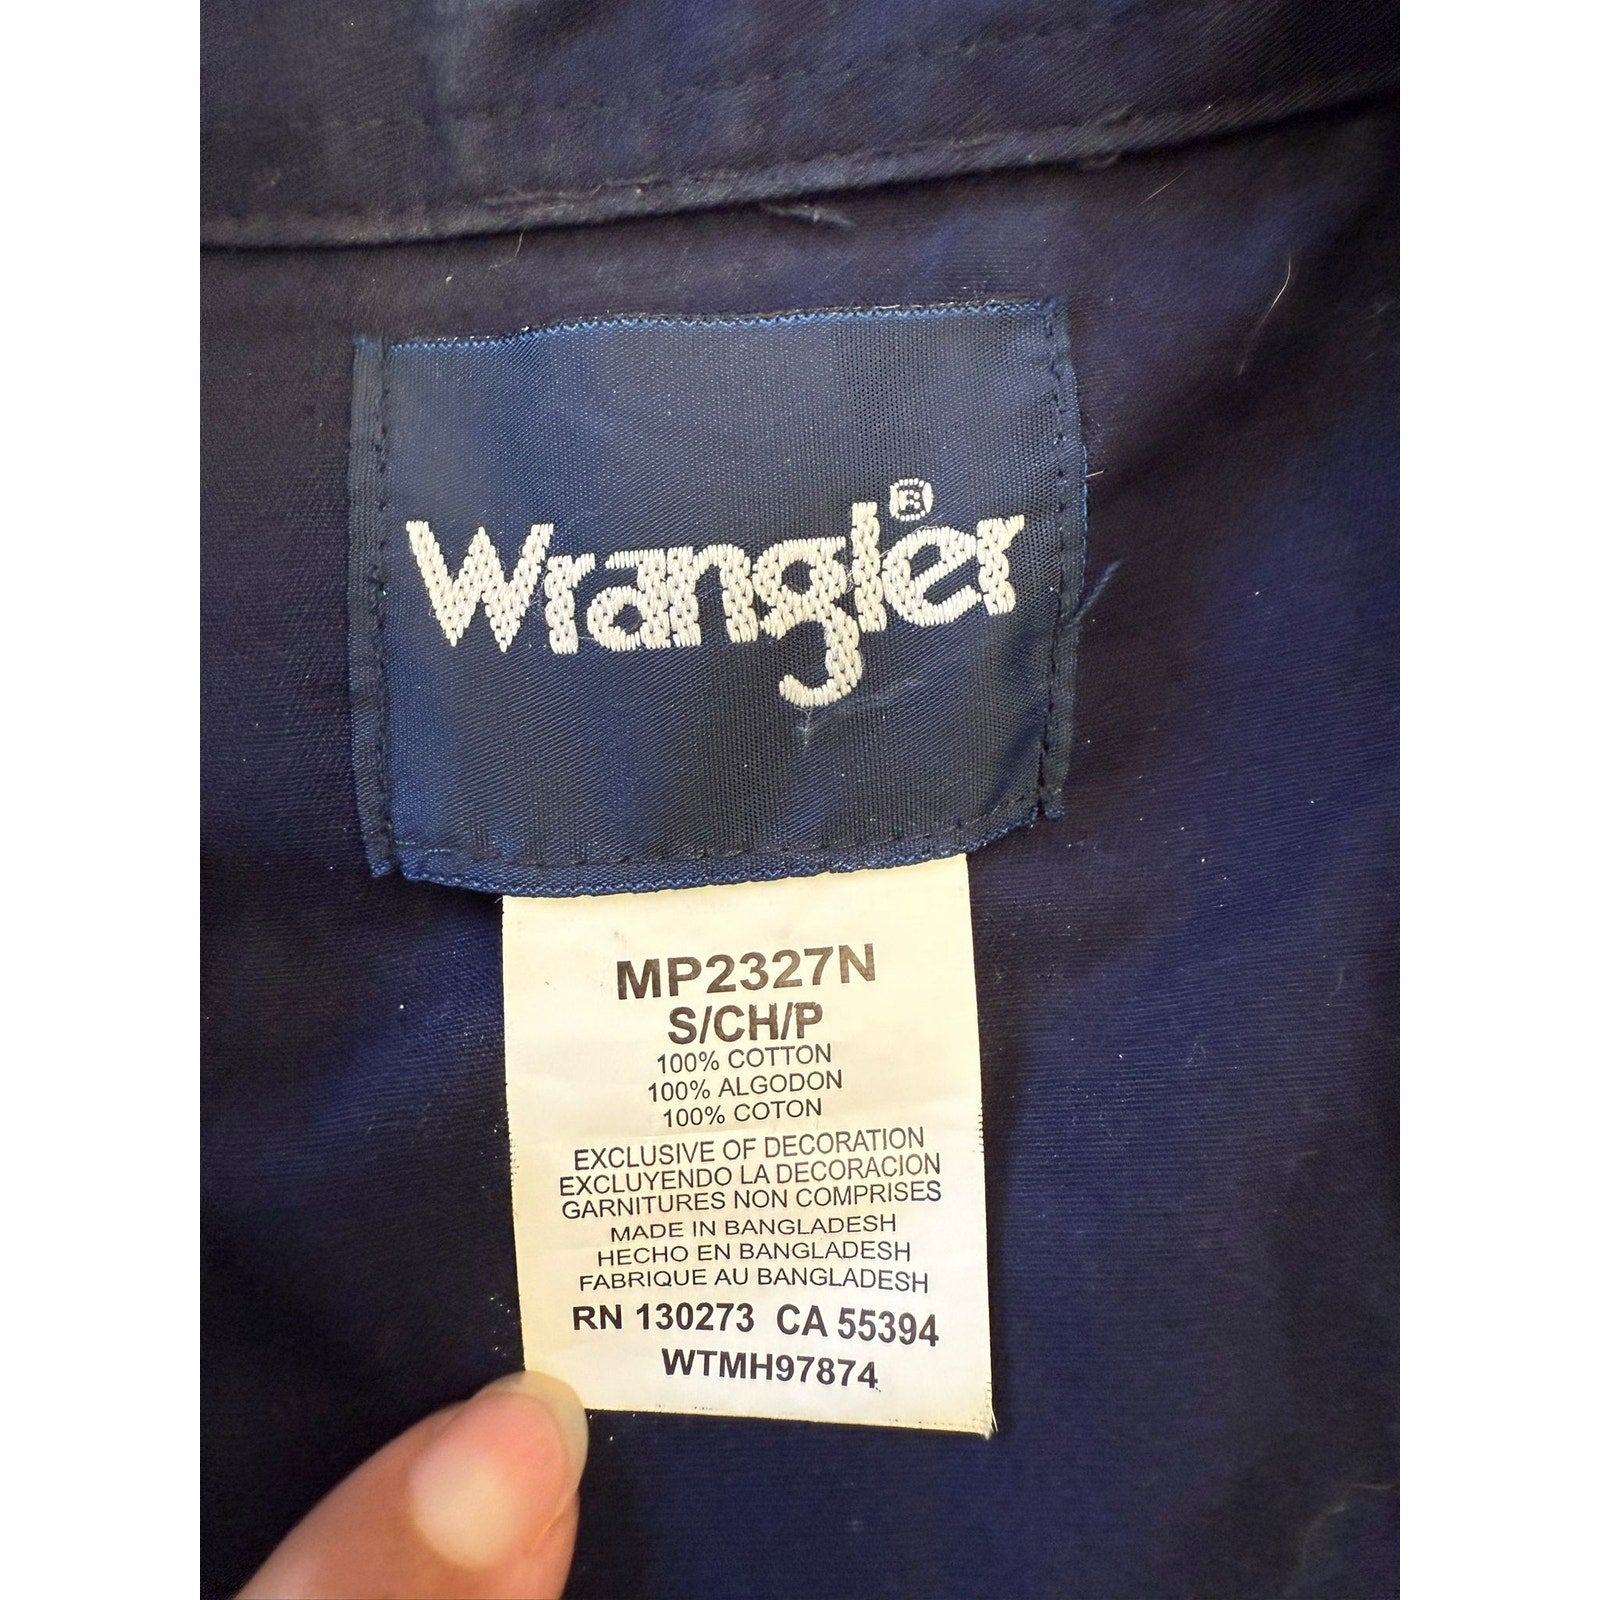 Wrangler®
MP2327N
S/CH/P
100% COTTON
100% ALGODON
100% COTON
EXCLUSIVE OF DECORATION
EXCLUYENDO LA DECORACION
GARNITURES NON COMPRISES
MADE IN BANGLADESH
HECHO EN BANGLADESH
FABRIQUE AU BANGLADESH
RN 130273 CA 55394
WTMH97874